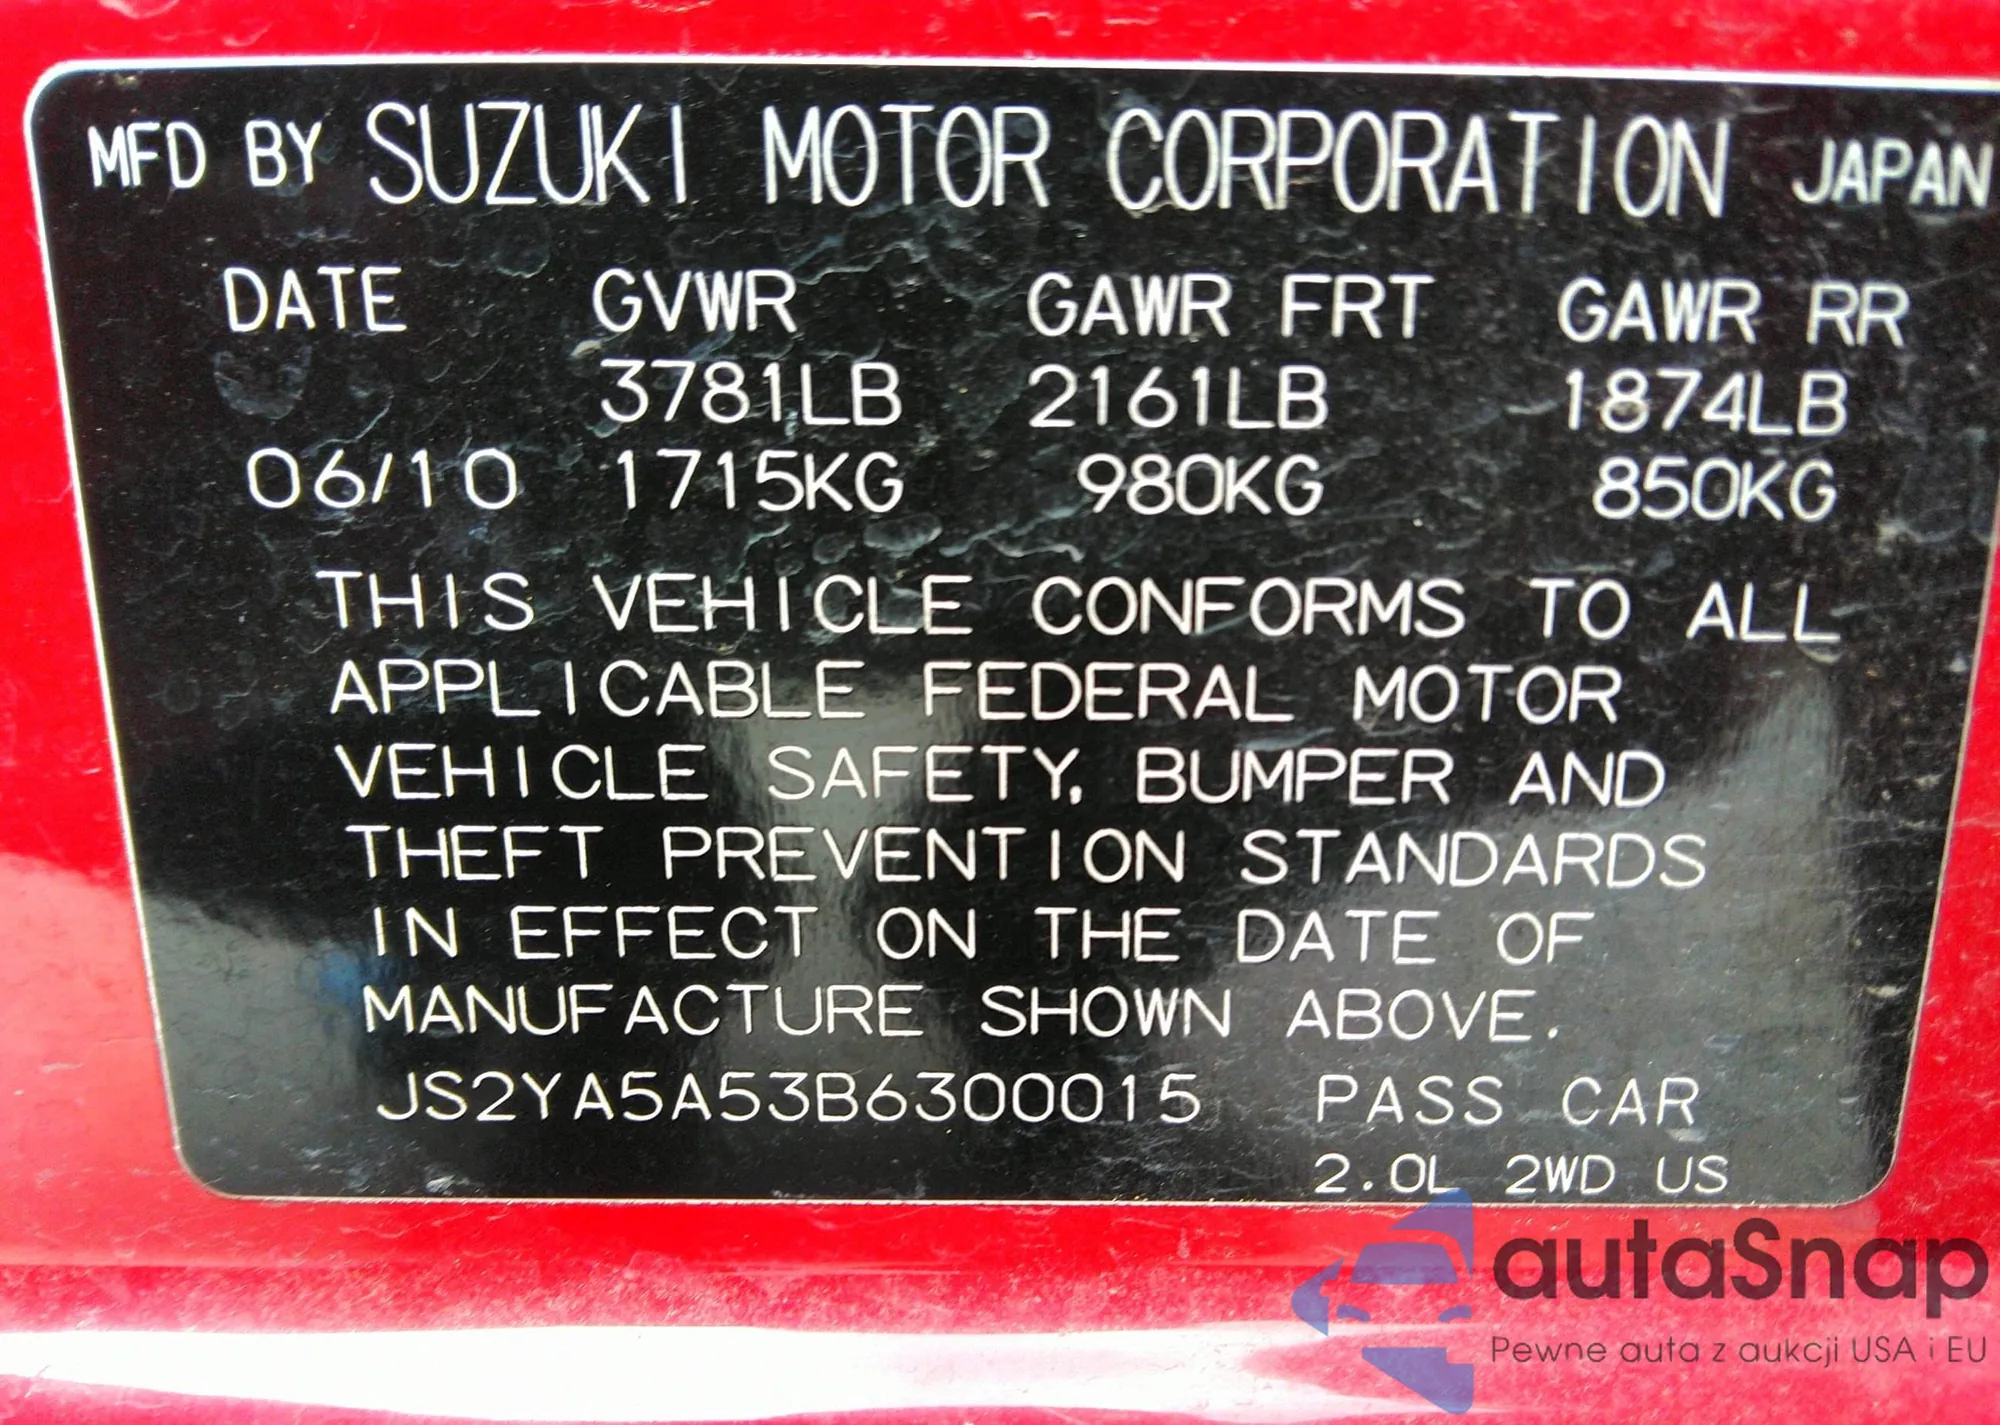 MFD BY SUZUKI MOTOR CORPORATION JAPAN
DATE GVWR GAWR FRT GAWR RR
3781LB 2161LB 1874LB
06/10 1715KG 980KG 850KG
THIS VEHICLE CONFORMS TO ALL
APPLICABLE FEDERAL MOTOR
VEHICLE SAFETY, BUMPER AND
THEFT PREVENTION STANDARDS
IN EFFECT ON THE DATE OF
MANUFACTURE SHOWN ABOVE.
JS2YA5A53B6300015 PASS CAR
2.0L 2WD US
autaSnap
Pewne auta z aukcji USA i EU